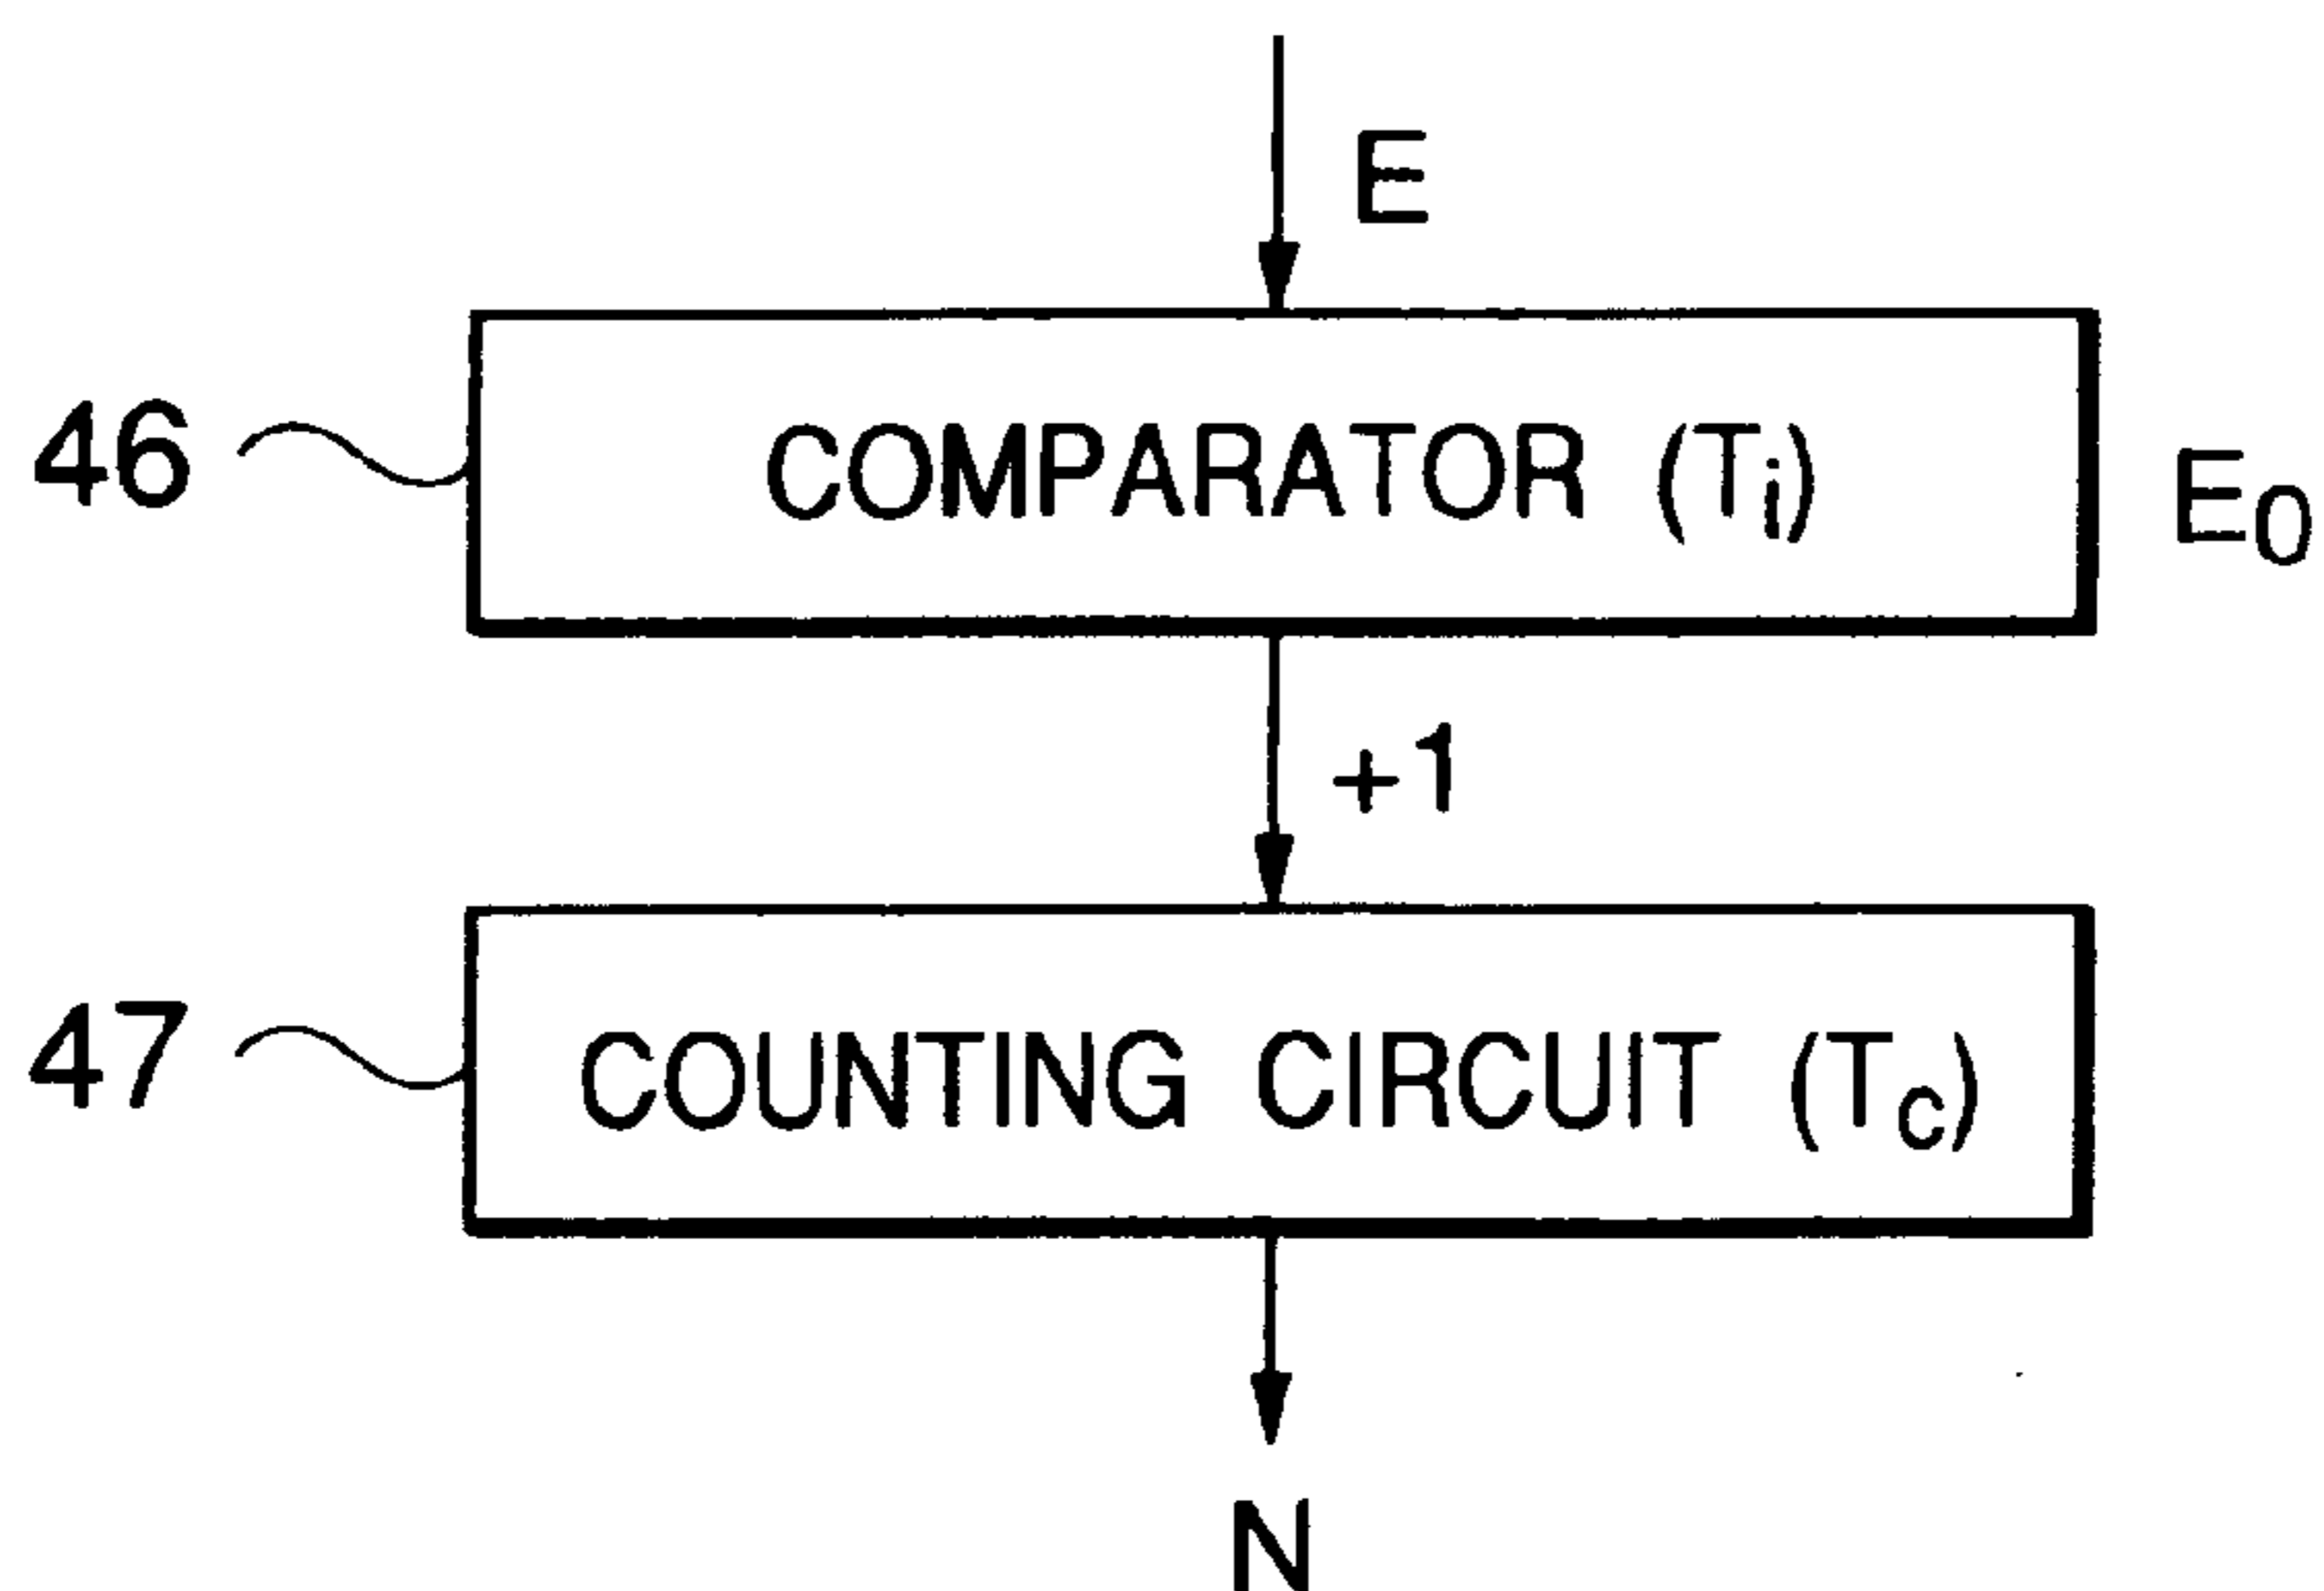 E
46 COMPARATOR (Ti) E0
+1
47 COUNTING CIRCUIT (Tc)
N